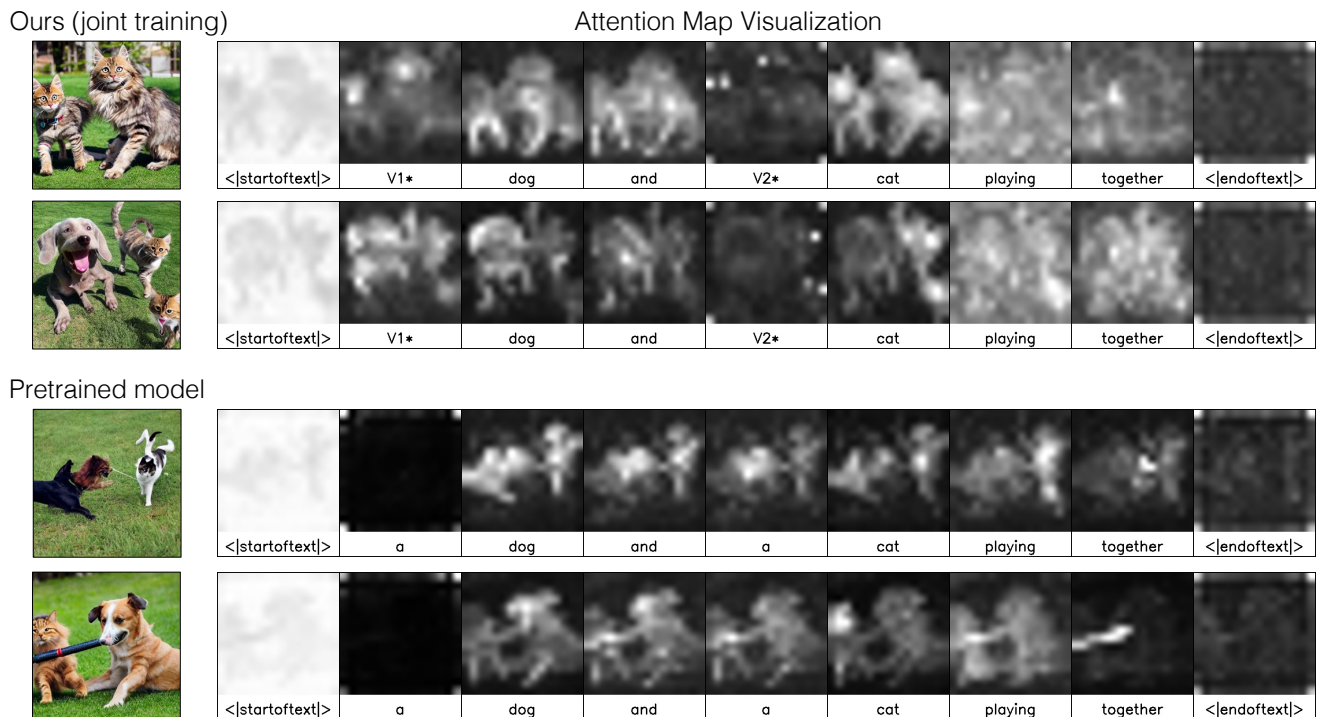 Ours (joint training)
Attention Map Visualization
<|startoftext|> V1* dog and V2* cat playing together <|endoftext|>
<|startoftext|> V1* dog and V2* cat playing together <|endoftext|>
Pretrained model
<|startoftext|> a dog and a cat playing together <|endoftext|>
<|startoftext|> a dog and a cat playing together <|endoftext|>